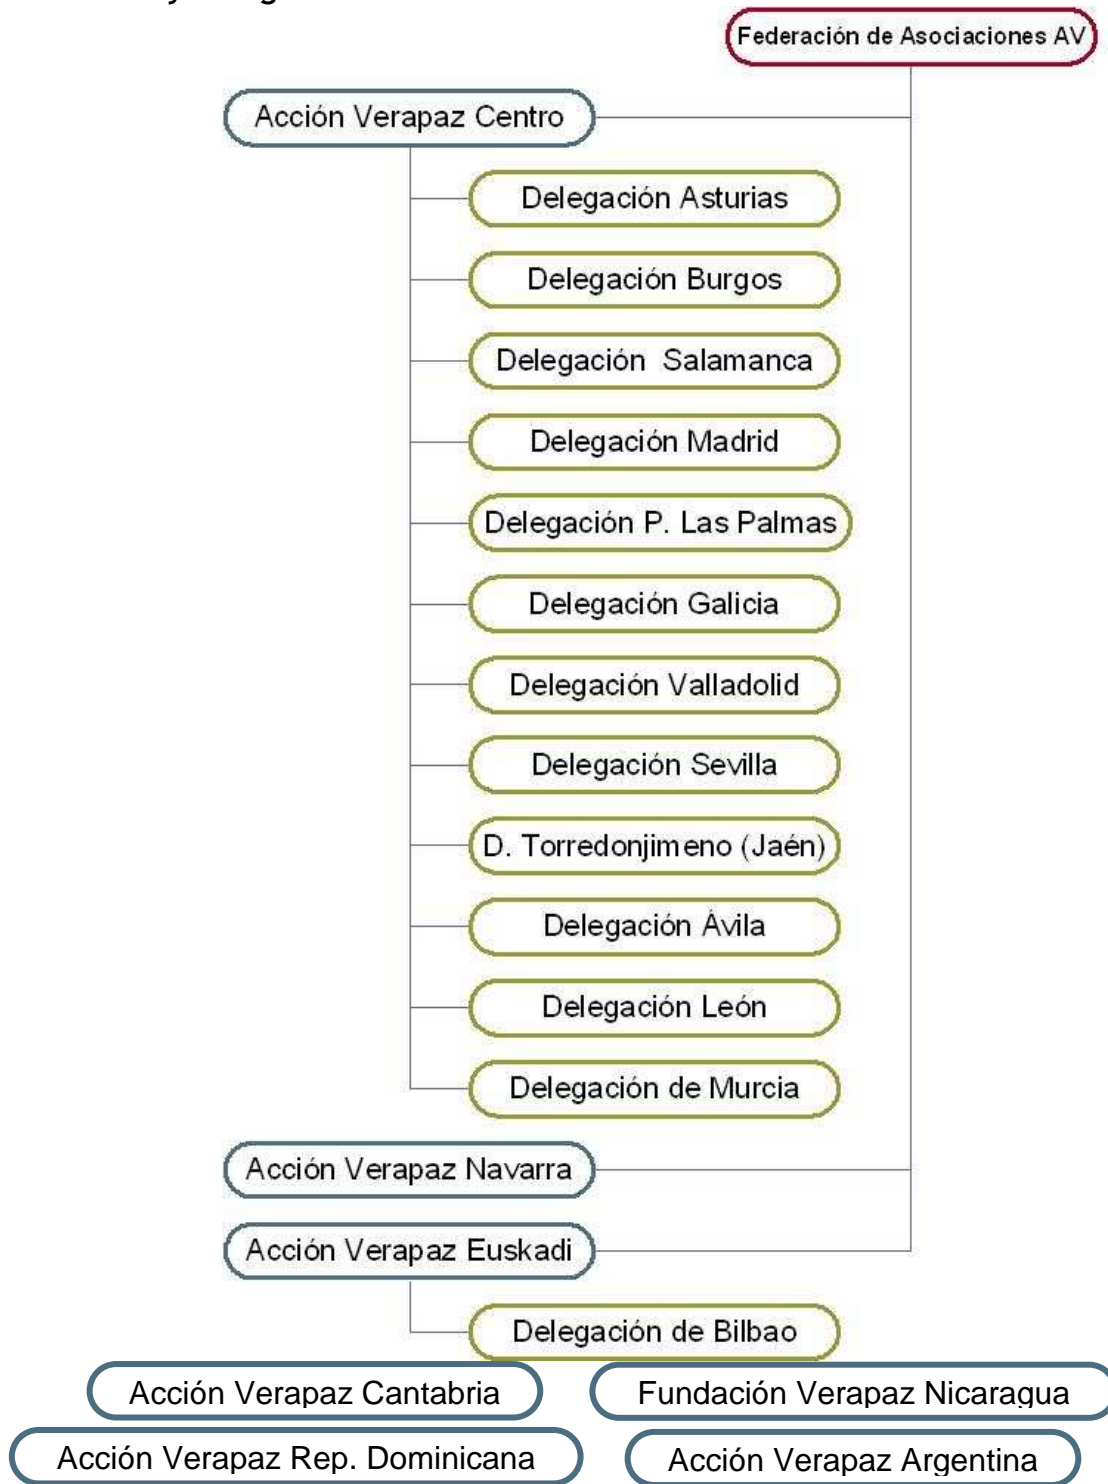 Federación de Asociaciones AV
Acción Verapaz Centro
Delegación Asturias
Delegación Burgos
Delegación Salamanca
Delegación Madrid
Delegación P. Las Palmas
Delegación Galicia
Delegación Valladolid
Delegación Sevilla
D. Torredonjimeno (Jaén)
Delegación Ávila
Delegación León
Delegación de Murcia
Acción Verapaz Navarra
Acción Verapaz Euskadi
Delegación de Bilbao
Acción Verapaz Cantabria
Fundación Verapaz Nicaragua
Acción Verapaz Rep. Dominicana
Acción Verapaz Argentina